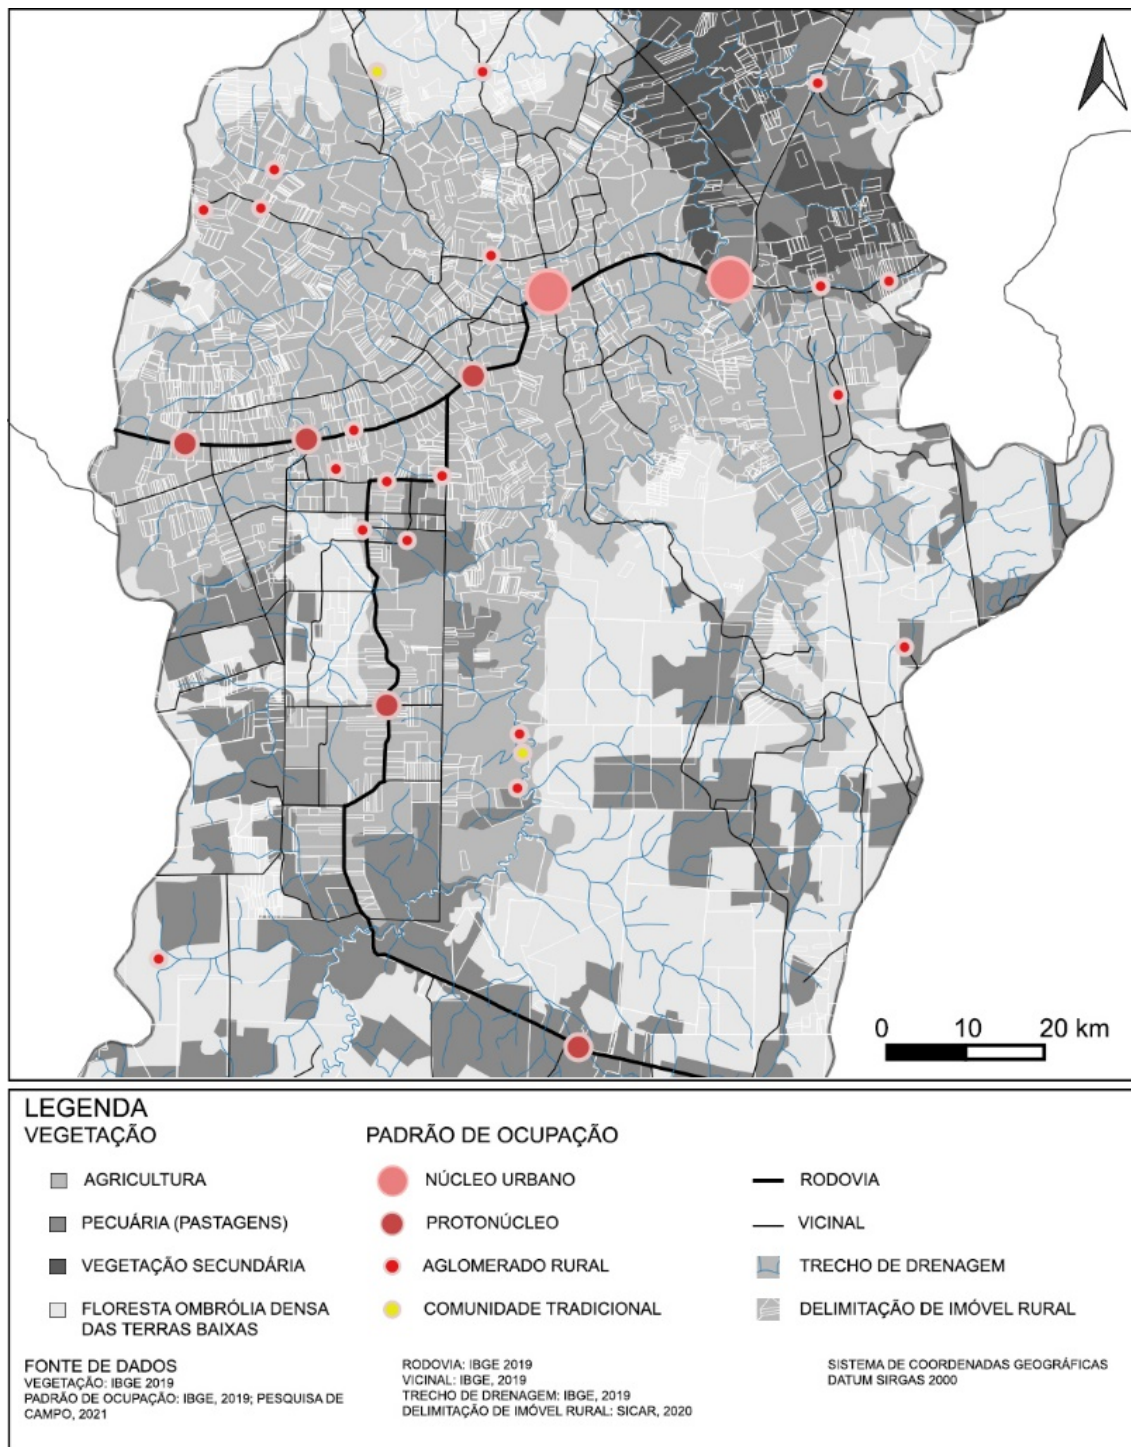 0 10 20 km
LEGENDA
VEGETAÇÃO
AGRICULTURA
PECUÁRIA (PASTAGENS)
VEGETAÇÃO SECUNDÁRIA
FLORESTA OMBRÓLIA DENSA
DAS TERRAS BAIXAS
PADRÃO DE OCUPAÇÃO
NÚCLEO URBANO
PROTONÚCLEO
AGLOMERADO RURAL
COMUNIDADE TRADICIONAL
RODOVIA
VICINAL
TRECHO DE DRENAGEM
DELIMITAÇÃO DE IMÓVEL RURAL
FONTE DE DADOS
VEGETAÇÃO: IBGE 2019
PADRÃO DE OCUPAÇÃO: IBGE, 2019; PESQUISA DE
CAMPO, 2021
RODOVIA: IBGE 2019
VICINAL: IBGE, 2019
TRECHO DE DRENAGEM: IBGE, 2019
DELIMITAÇÃO DE IMÓVEL RURAL: SICAR, 2020
SISTEMA DE COORDENADAS GEOGRÁFICAS
DATUM SIRGAS 2000